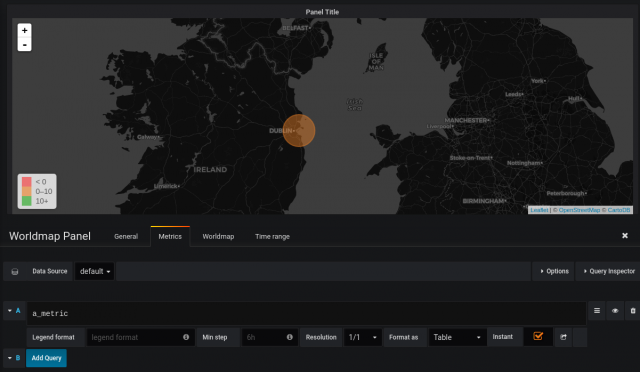 Panel Title
+
-
BELFAST
ISLE OF MAN
York
Leeds
Hull
MANCHESTER
Liverpool
DUBLIN
Galway
IRELAND
Stoke-on-Trent
Nottingham
Limerick
Peterborough
BIRMINGHAM
< 0
0–10
10+
Leaflet | © OpenStreetMap © CartoDB
Worldmap Panel General Metrics Worldmap Time range
Data Source default Options Query Inspector
A a_metric
Legend format legend format Min step 6h Resolution 1/1 Format as Table Instant
B Add Query